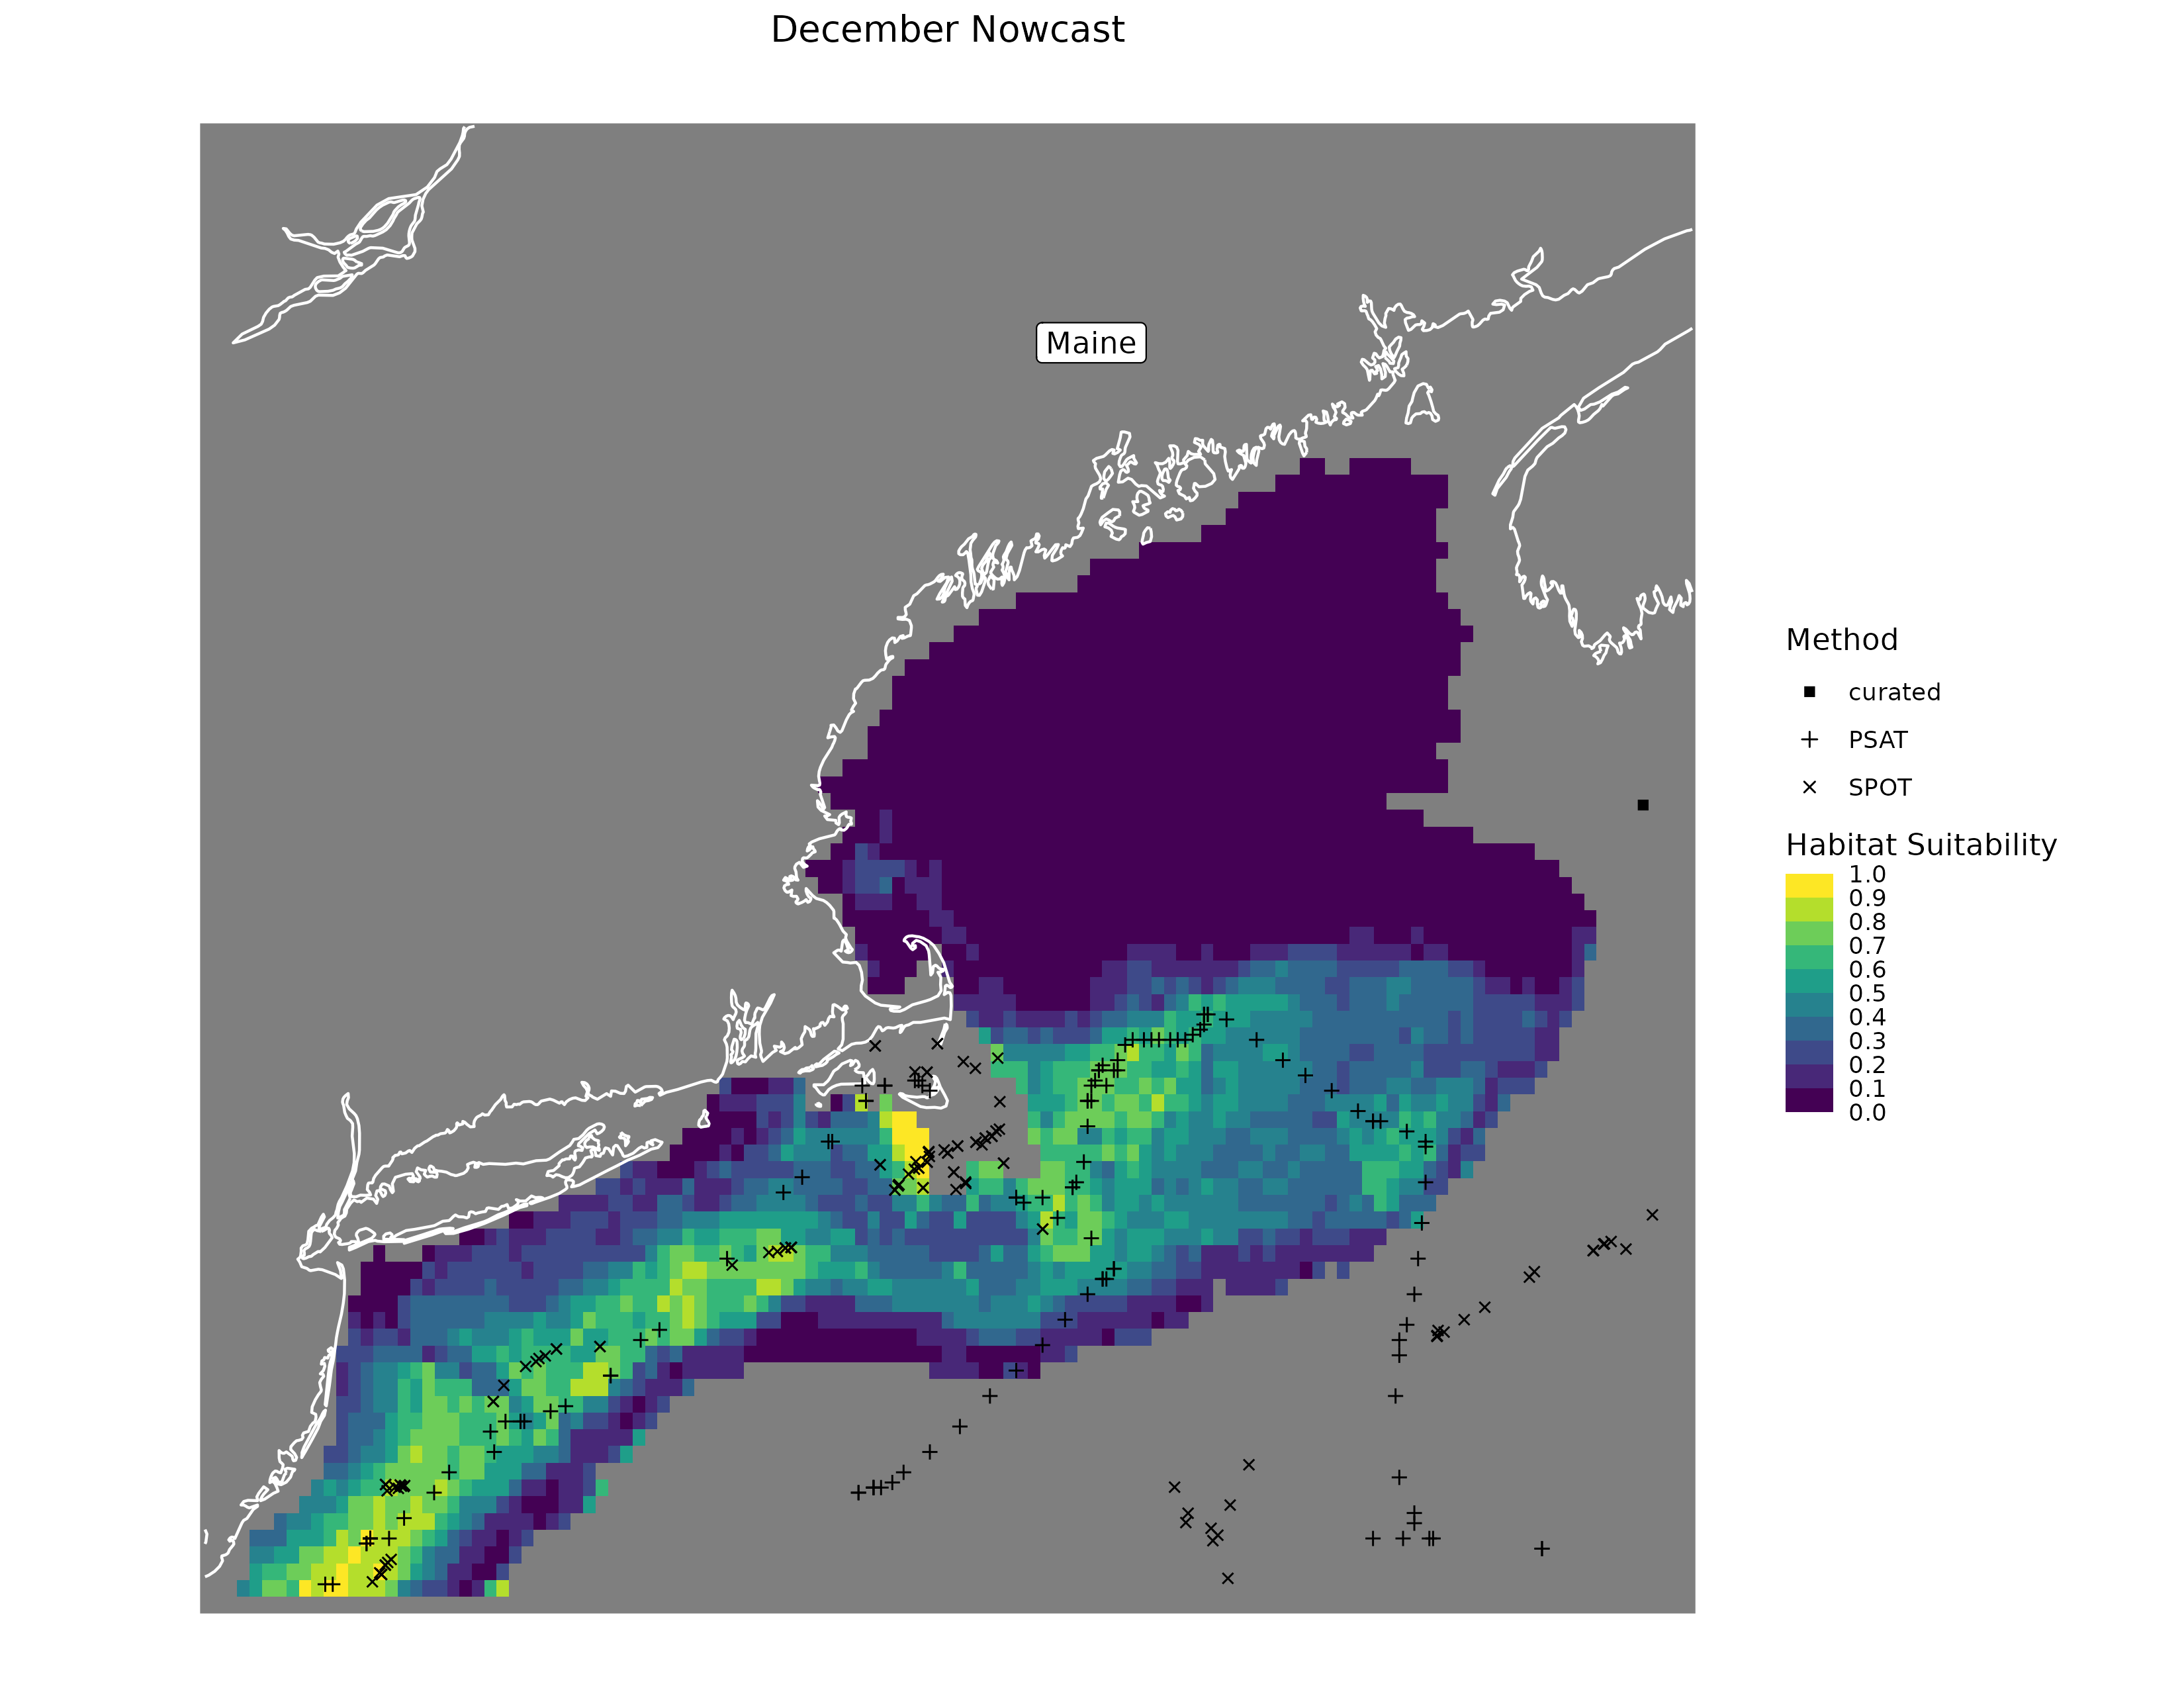 December Nowcast
Maine
Method
curated
PSAT
SPOT
Habitat Suitability
1.0
0.9
0.8
0.7
0.6
0.5
0.4
0.3
0.2
0.1
0.0